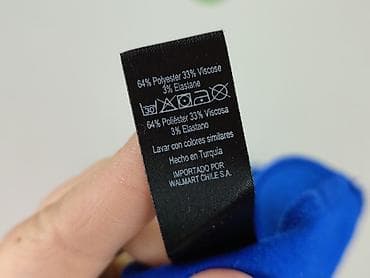 64% Polyester 33% Viscose
3% Elastane
30
64% Poliéster 33% Viscosa
3% Elastano
Lavar con colores similares
Hecho en Turquía
IMPORTADO POR
WALMART CHILE S.A.